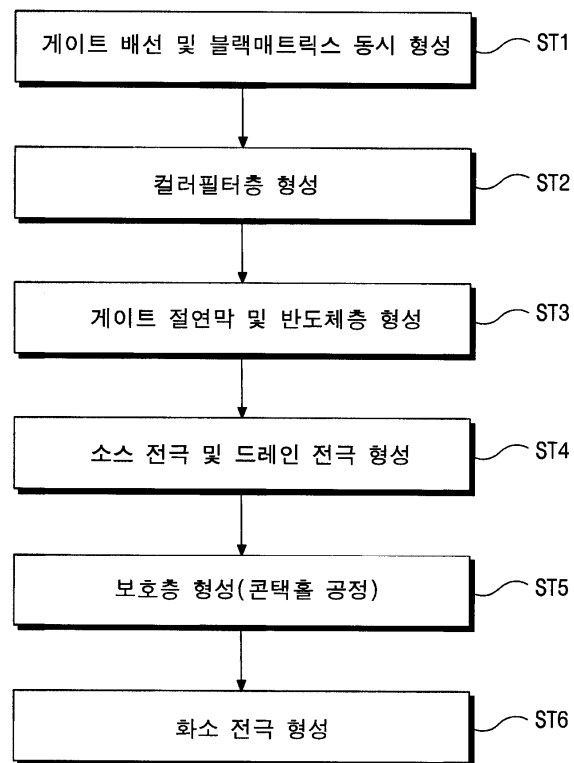 게이트 배선 및 블랙매트릭스 동시 형성
ST1
컬러필터층 형성
ST2
게이트 절연막 및 반도체층 형성
ST3
소스 전극 및 드레인 전극 형성
ST4
보호층 형성(콘택홀 공정)
ST5
화소 전극 형성
ST6